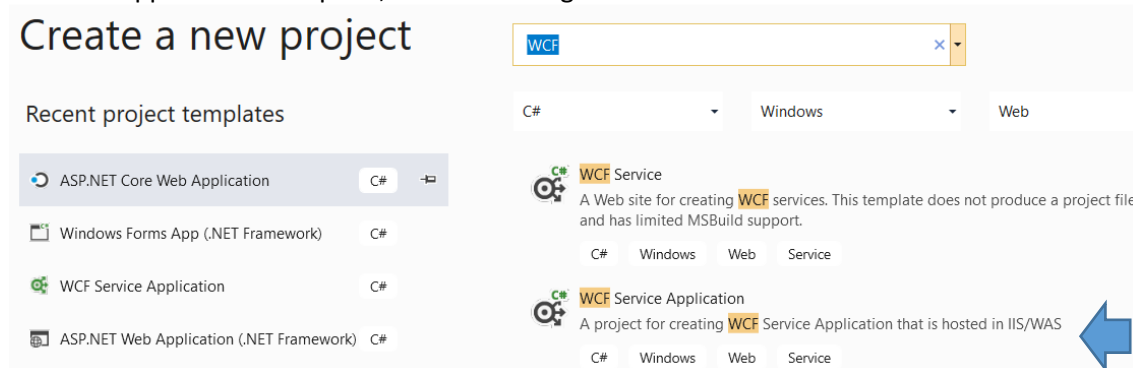 Create a new project
WCF
Recent project templates
C#
Windows
Web
ASP.NET Core Web Application
C#
Windows Forms App (.NET Framework)
C#
WCF Service Application
C#
ASP.NET Web Application (.NET Framework)
C#
C#
WCF Service
A Web site for creating WCF services. This template does not produce a project file
and has limited MSBuild support.
C#
Windows
Web
Service
C#
WCF Service Application
A project for creating WCF Service Application that is hosted in IIS/WAS
C#
Windows
Web
Service